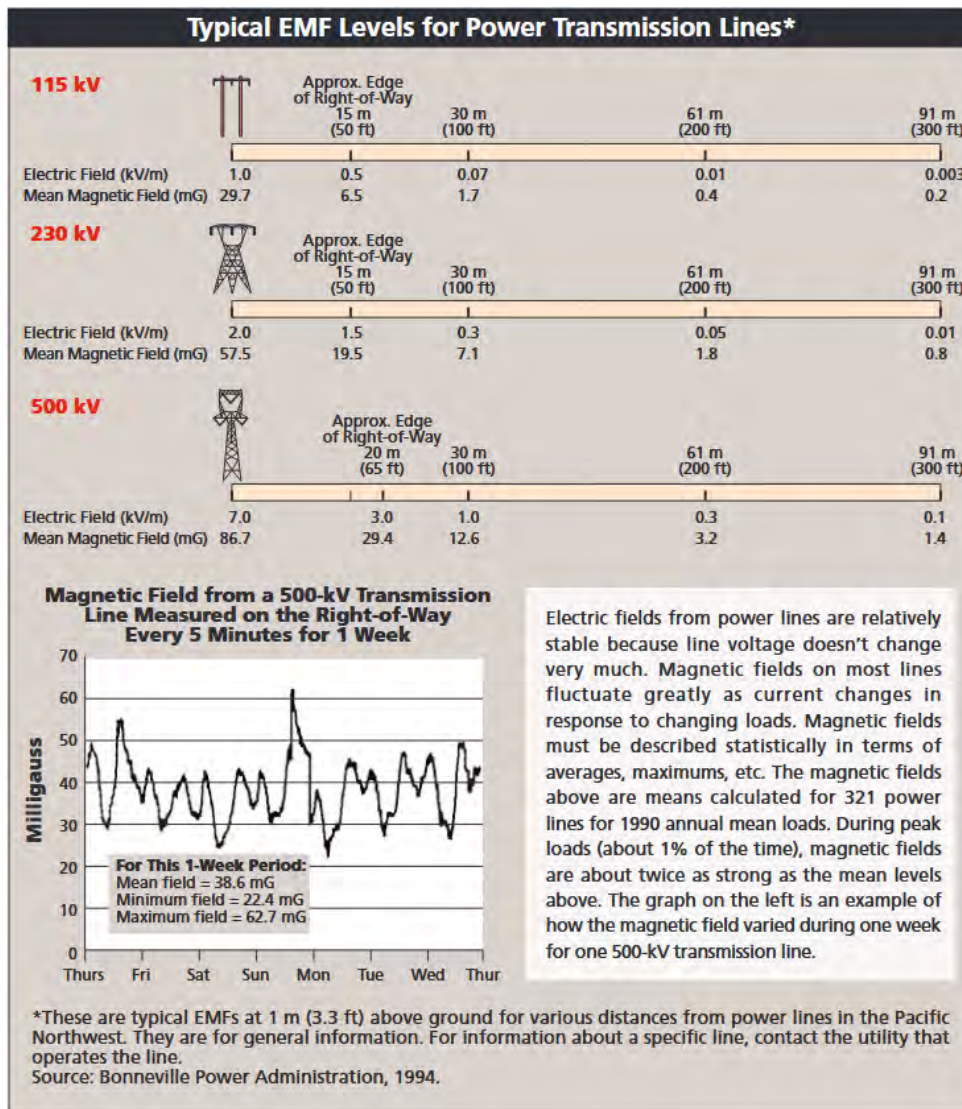 Typical EMF Levels for Power Transmission Lines*
115 kV
Approx. Edge
of Right-of-Way
15 m 30 m 61 m 91 m
(50 ft) (100 ft) (200 ft) (300 ft)
Electric Field (kV/m) 1.0 0.5 0.07 0.01 0.003
Mean Magnetic Field (mG) 29.7 6.5 1.7 0.4 0.2
230 kV
Approx. Edge
of Right-of-Way
15 m 30 m 61 m 91 m
(50 ft) (100 ft) (200 ft) (300 ft)
Electric Field (kV/m) 2.0 1.5 0.3 0.05 0.01
Mean Magnetic Field (mG) 57.5 19.5 7.1 1.8 0.8
500 kV
Approx. Edge
of Right-of-Way
20 m 30 m 61 m 91 m
(65 ft) (100 ft) (200 ft) (300 ft)
Electric Field (kV/m) 7.0 3.0 1.0 0.3 0.1
Mean Magnetic Field (mG) 86.7 29.4 12.6 3.2 1.4
Magnetic Field from a 500-kV Transmission
Line Measured on the Right-of-Way
Every 5 Minutes for 1 Week
70
60
50
40
30
20
10
0
Milligauss
For This 1-Week Period:
Mean field = 38.6 mG
Minimum field = 22.4 mG
Maximum field = 62.7 mG
Thurs Fri Sat Sun Mon Tue Wed Thur
Electric fields from power lines are relatively
stable because line voltage doesn't change
very much. Magnetic fields on most lines
fluctuate greatly as current changes in
response to changing loads. Magnetic fields
must be described statistically in terms of
averages, maximums, etc. The magnetic fields
above are means calculated for 321 power
lines for 1990 annual mean loads. During peak
loads (about 1% of the time), magnetic fields
are about twice as strong as the mean levels
above. The graph on the left is an example of
how the magnetic field varied during one week
for one 500-kV transmission line.
*These are typical EMFs at 1 m (3.3 ft) above ground for various distances from power lines in the Pacific
Northwest. They are for general information. For information about a specific line, contact the utility that
operates the line.
Source: Bonneville Power Administration, 1994.